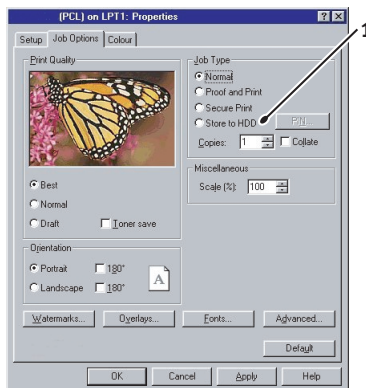 (PCL) on LPT1: Properties
1
Setup Job Options Colour
Print Quality
Best
Normal
Draft Toner save
Orientation
Portrait 180°
Landscape 180°
A
Job Type
Normal
Proof and Print
Secure Print
Store to HDD PIN...
Copies: 1 Collate
Miscellaneous
Scale (%): 100
Watermarks... Overlays... Fonts... Advanced...
Default
OK Cancel Apply Help